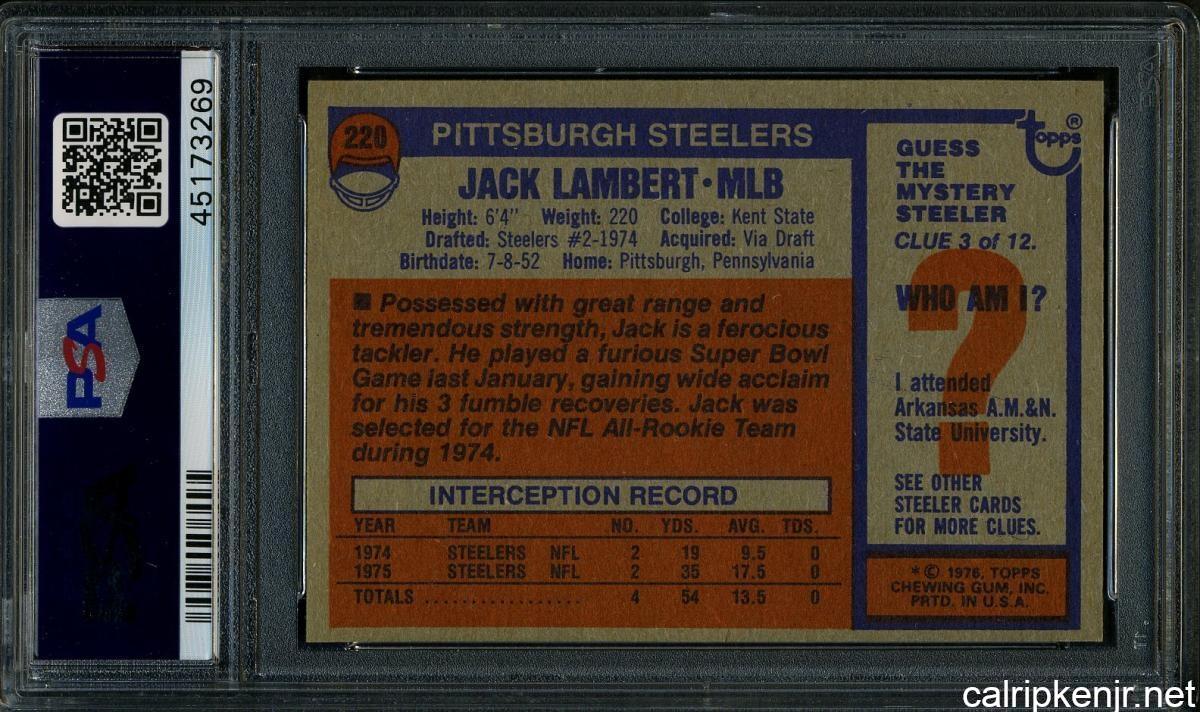 45173269
PSA
220
PITTSBURGH STEELERS
JACK LAMBERT • MLB
Height: 6'4" Weight: 220 College: Kent State
Drafted: Steelers #2-1974 Acquired: Via Draft
Birthdate: 7-8-52 Home: Pittsburgh, Pennsylvania
■ Possessed with great range and
tremendous strength, Jack is a ferocious
tackler. He played a furious Super Bowl
Game last January, gaining wide acclaim
for his 3 fumble recoveries. Jack was
selected for the NFL All-Rookie Team
during 1974.
INTERCEPTION RECORD
YEAR TEAM NO. YDS. AVG. TDS.
1974 STEELERS NFL 2 19 9.5 0
1975 STEELERS NFL 2 35 17.5 0
TOTALS ................. 4 54 13.5 0
Topps®
GUESS
THE
MYSTERY
STEELER
CLUE 3 of 12.
WHO AM I?
?
I attended
Arkansas A.M.&N.
State University.
SEE OTHER
STEELER CARDS
FOR MORE CLUES.
* © 1976, TOPPS
CHEWING GUM, INC.
PRTD. IN U.S.A.
calripkenjr.net